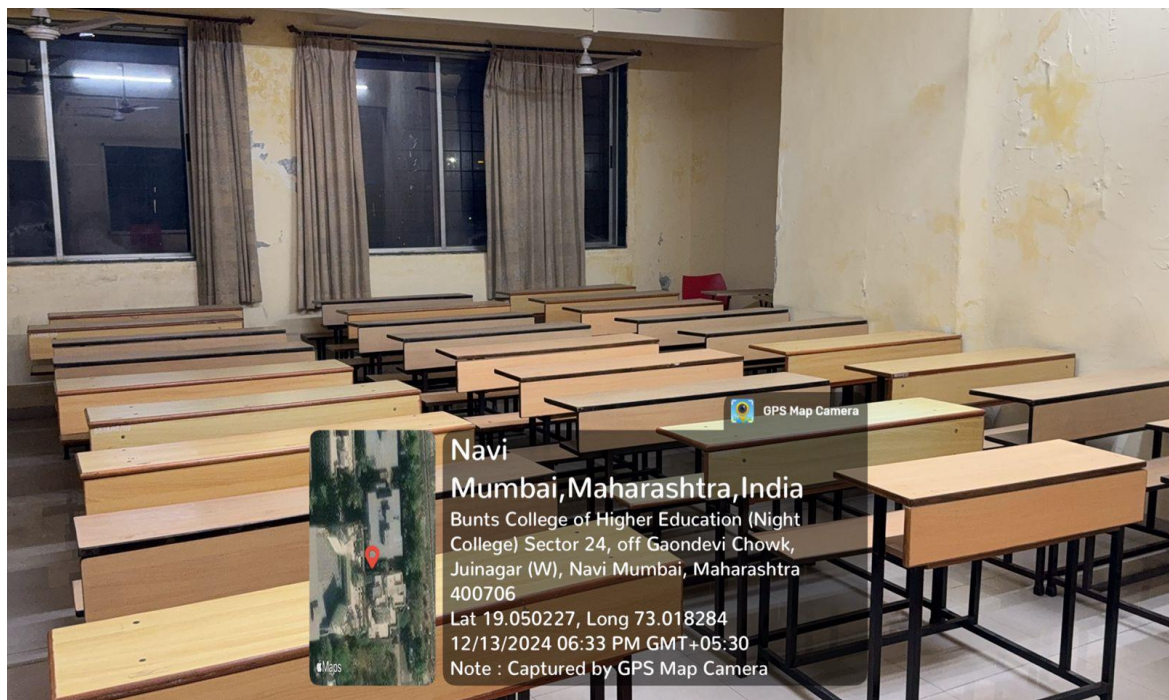 GPS Map Camera
Navi
Mumbai,Maharashtra,India
Bunts College of Higher Education (Night
College) Sector 24, off Gaondevi Chowk,
Juinagar (W), Navi Mumbai, Maharashtra
400706
Lat 19.050227, Long 73.018284
12/13/2024 06:33 PM GMT+05:30
Note : Captured by GPS Map Camera
Maps